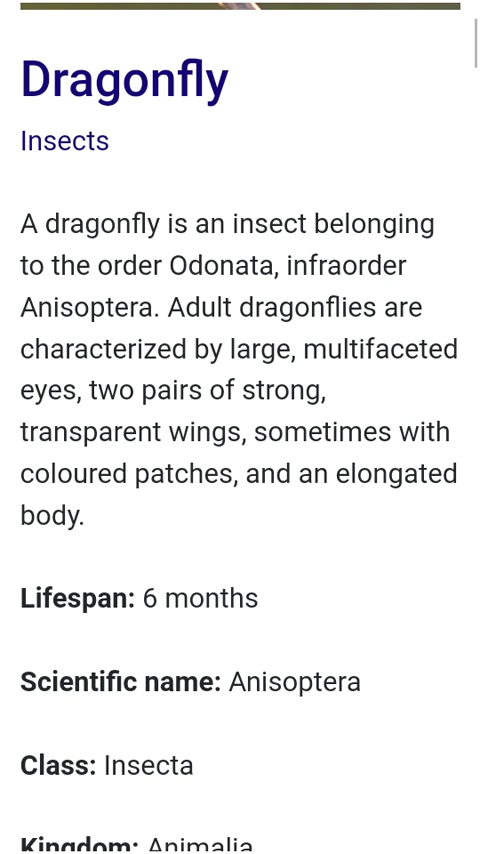 Dragonfly
Insects
A dragonfly is an insect belonging
to the order Odonata, infraorder
Anisoptera. Adult dragonflies are
characterized by large, multifaceted
eyes, two pairs of strong,
transparent wings, sometimes with
coloured patches, and an elongated
body.
Lifespan: 6 months
Scientific name: Anisoptera
Class: Insecta
Kingdom: Animalia